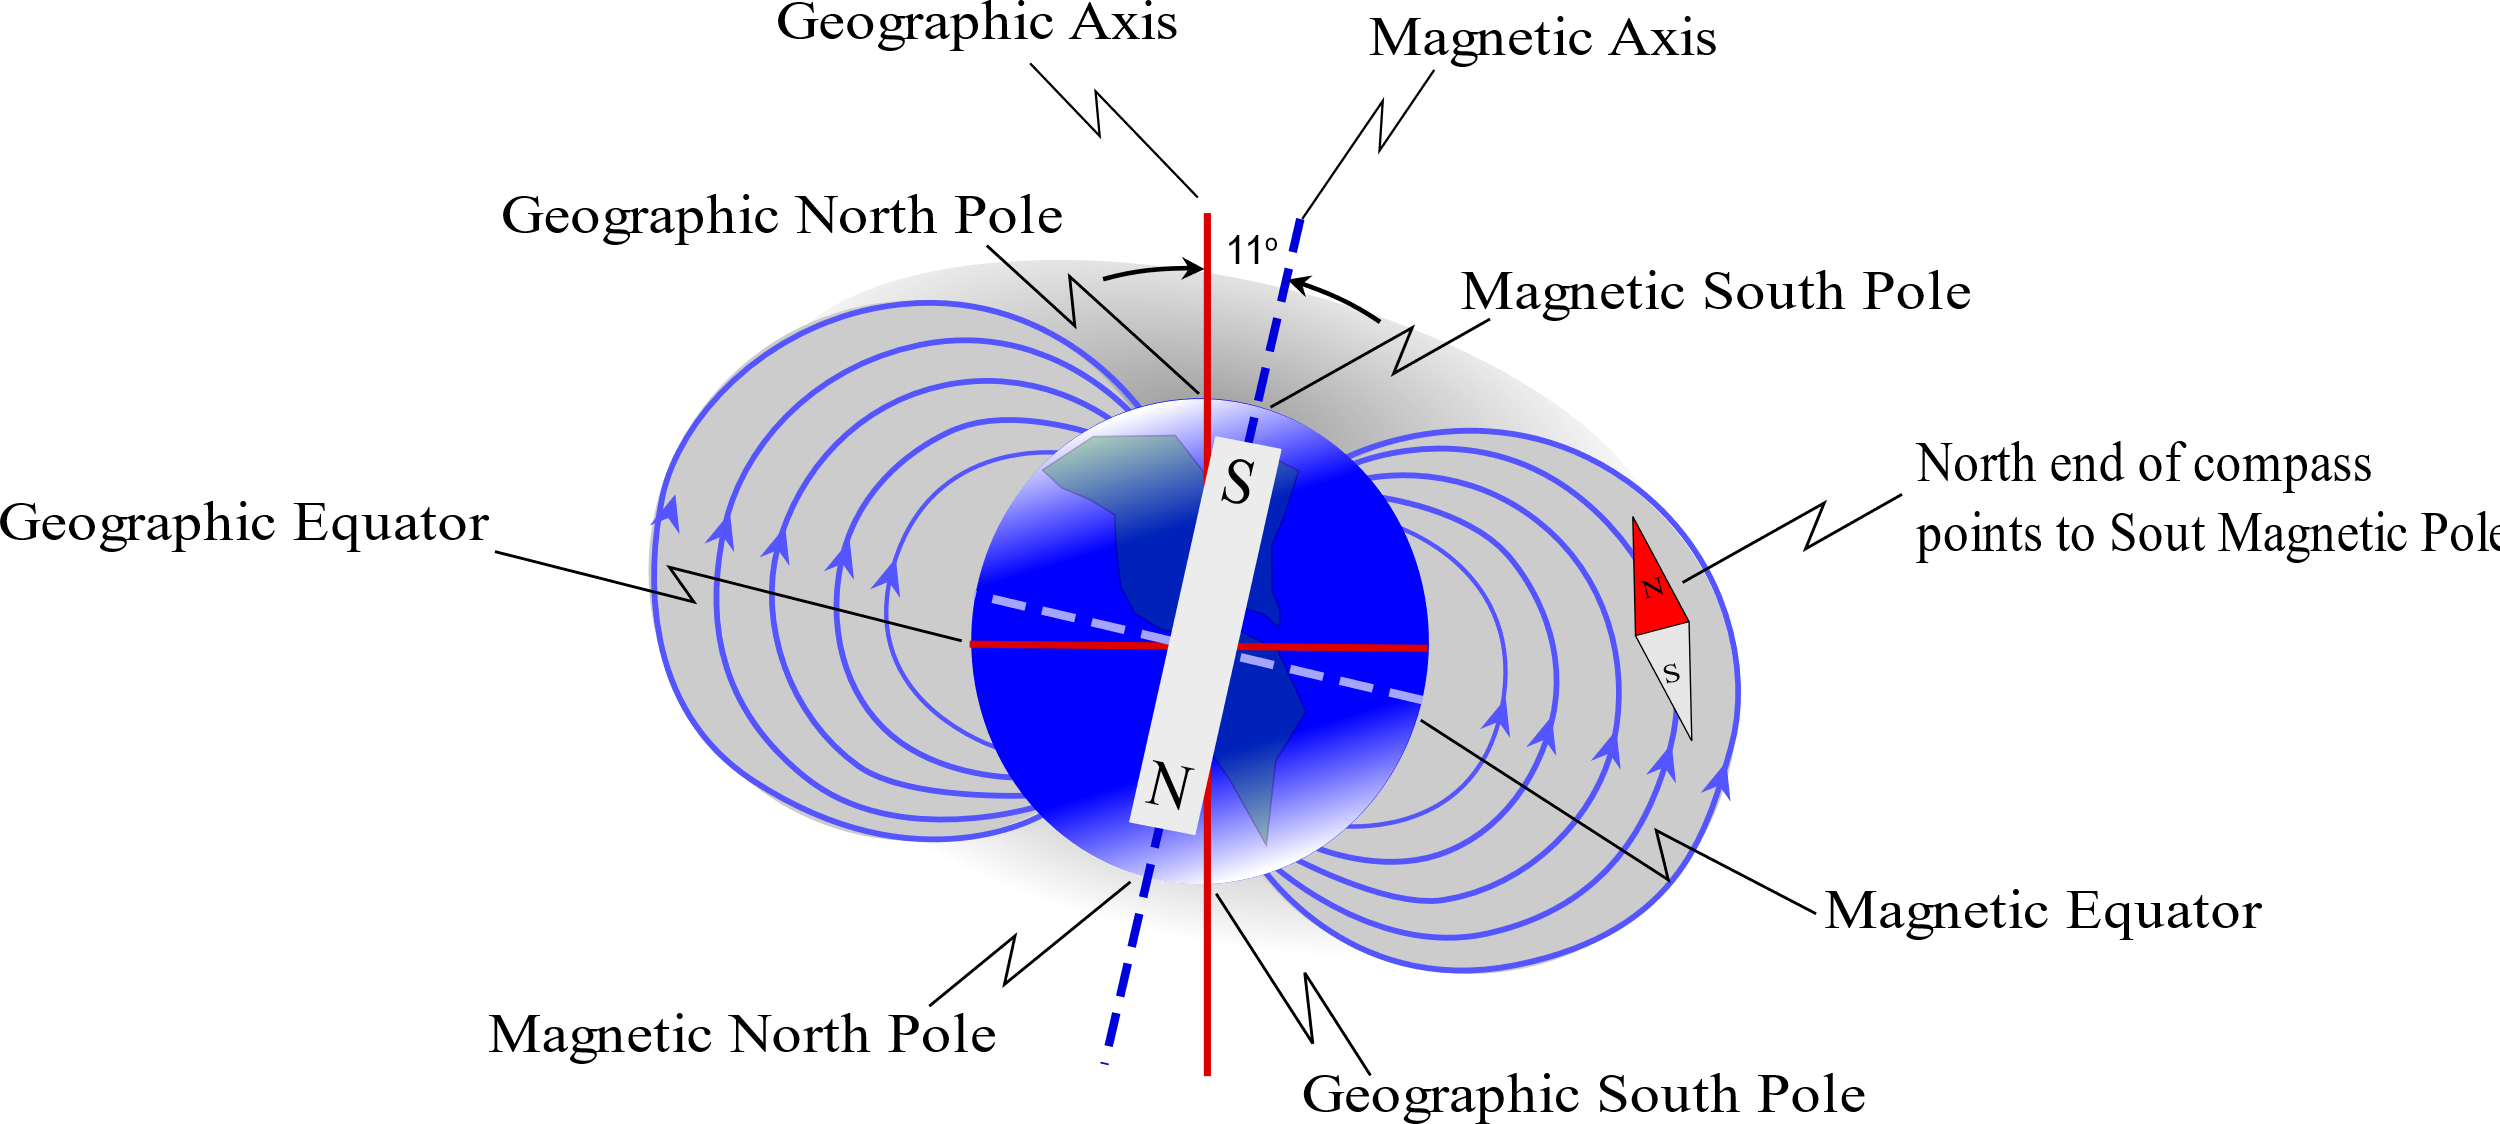 Geographic Axis
Magnetic Axis
Geographic North Pole
11º
Magnetic South Pole
S
North end of compass
points to Sout Magnetic Pole
Geographic Equator
N
S
N
Magnetic Equator
Magnetic North Pole
Geographic South Pole